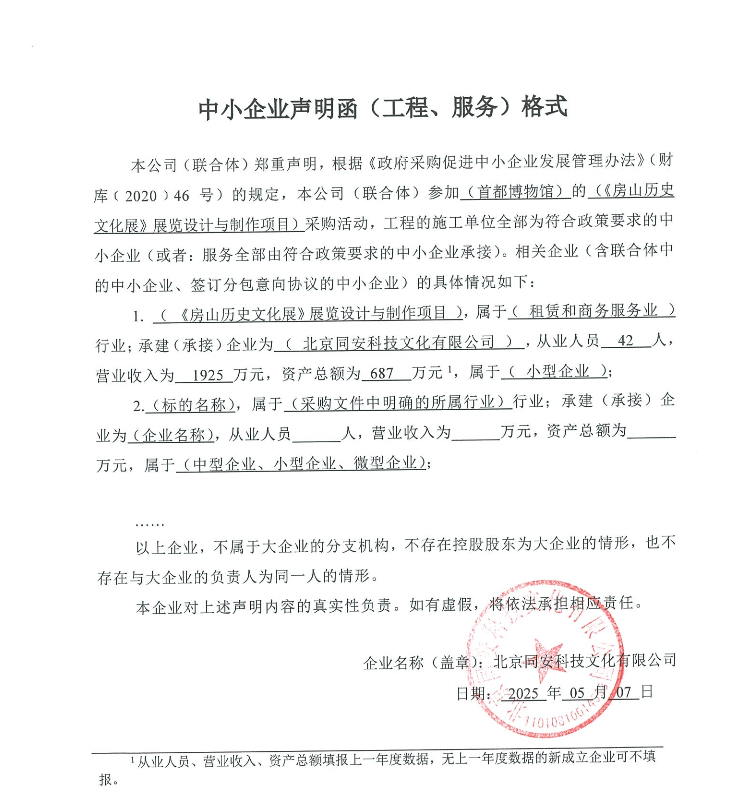 中小企业声明函（工程、服务）格式
本公司（联合体）郑重声明，根据《政府采购促进中小企业发展管理办法》（财
库﹝2020﹞46 号）的规定，本公司（联合体）参加（首都博物馆）的（《房山历史
文化展》展览设计与制作项目）采购活动，工程的施工单位全部为符合政策要求的中
小企业（或者：服务全部由符合政策要求的中小企业承接）。相关企业（含联合体中
的中小企业、签订分包意向协议的中小企业）的具体情况如下：
1. （ 《房山历史文化展》展览设计与制作项目 ），属于（ 租赁和商务服务业 ）
行业；承建（承接）企业为（ 北京同安科技文化有限公司 ），从业人员 42 人，
营业收入为 1925 万元，资产总额为 687 万元¹，属于（ 小型企业 ）；
2.（标的名称），属于（采购文件中明确的所属行业）行业；承建（承接）企
业为（企业名称），从业人员______人，营业收入为______万元，资产总额为______
万元，属于（中型企业、小型企业、微型企业）；
……
以上企业，不属于大企业的分支机构，不存在控股股东为大企业的情形，也不
存在与大企业的负责人为同一人的情形。
本企业对上述声明内容的真实性负责。如有虚假，将依法承担相应责任。
企业名称（盖章）：北京同安科技文化有限公司
日期： 2025 年 05 月 07 日
¹从业人员、营业收入、资产总额填报上一年度数据，无上一年度数据的新成立企业可不填
报。